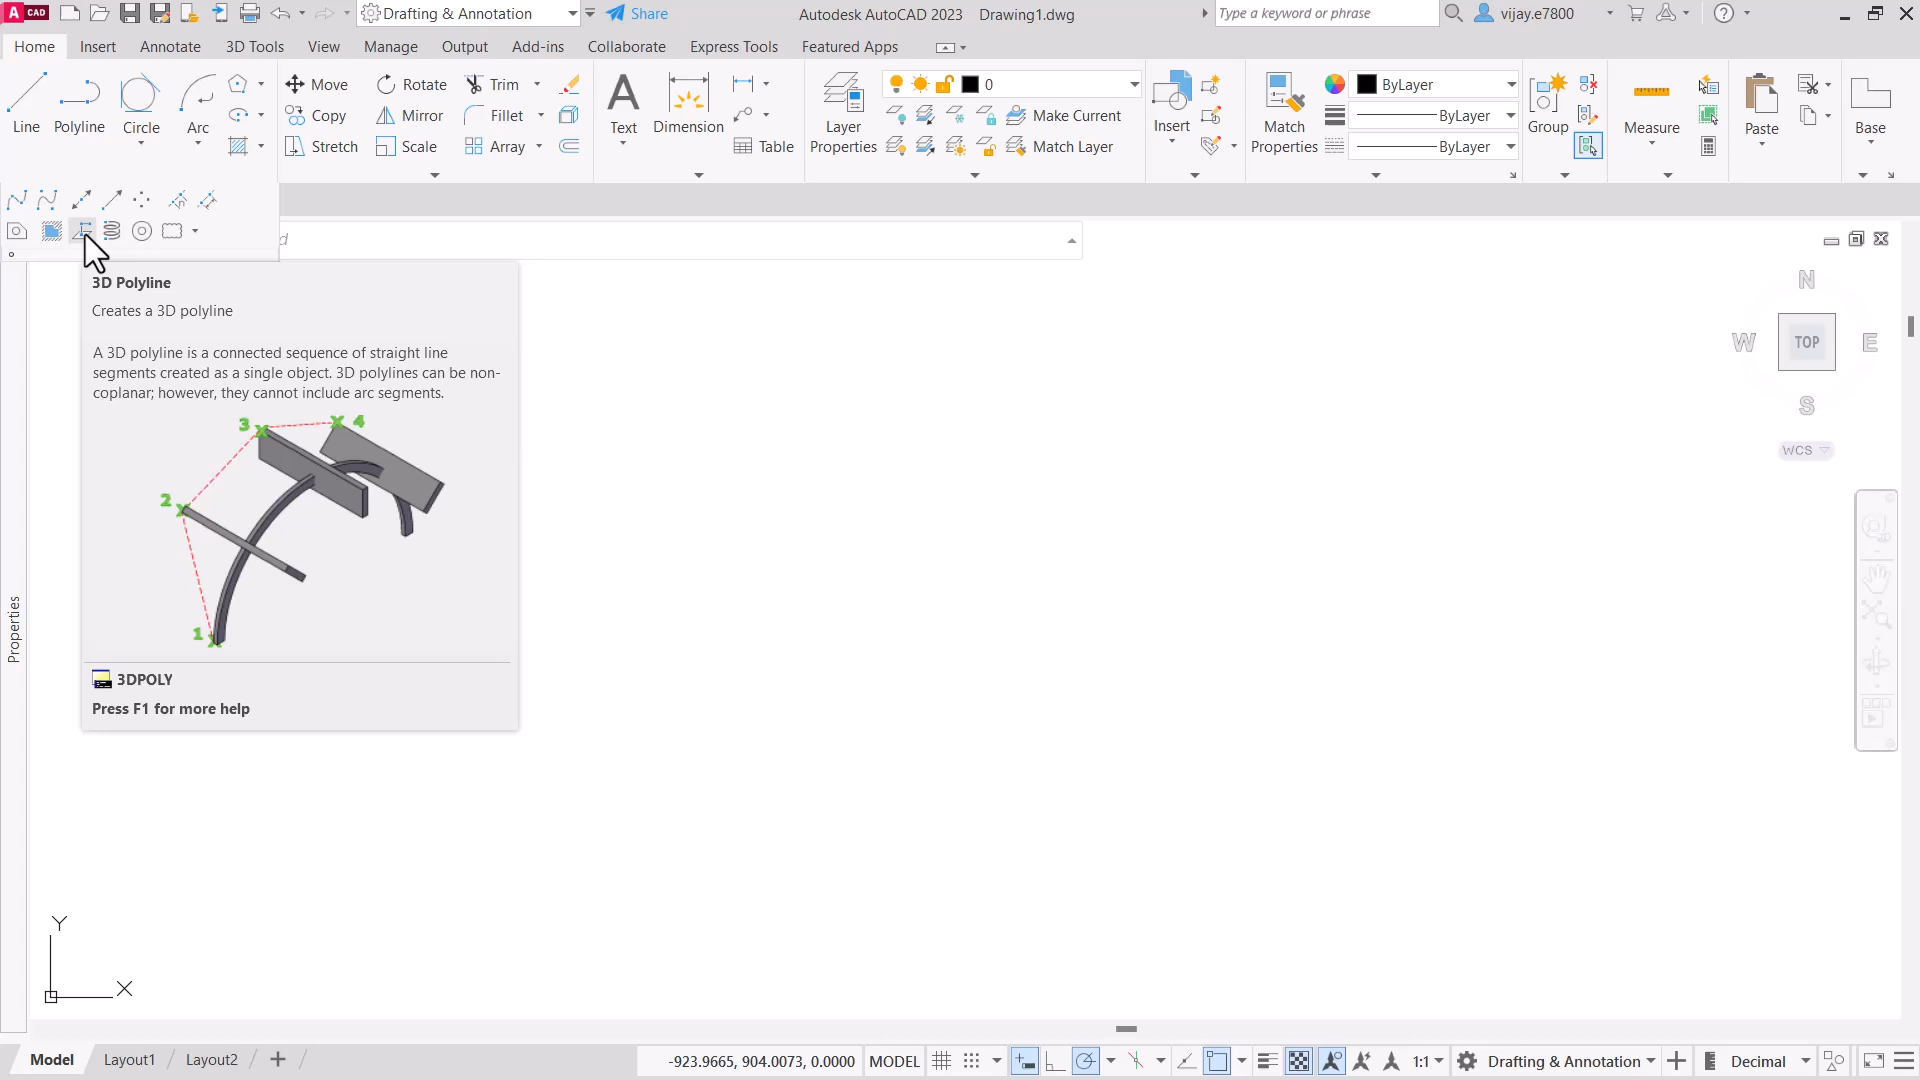 A CAD
Drafting & Annotation
Share
Autodesk AutoCAD 2023 Drawing1.dwg
Type a keyword or phrase
vijay.e7800
Home
Insert
Annotate
3D Tools
View
Manage
Output
Add-ins
Collaborate
Express Tools
Featured Apps
Line
Polyline
Circle
Arc
Move
Rotate
Trim
Copy
Mirror
Fillet
Stretch
Scale
Array
Text
Dimension
Table
Layer
Properties
0
Make Current
Match Layer
Insert
Match
Properties
ByLayer
ByLayer
ByLayer
Group
Measure
Paste
Base
d
3D Polyline
Creates a 3D polyline
A 3D polyline is a connected sequence of straight line
segments created as a single object. 3D polylines can be non-
coplanar; however, they cannot include arc segments.
3
4
2
1
3DPOLY
Press F1 for more help
Properties
N
W
TOP
E
S
WCS
Y
X
Model
Layout1
Layout2
-923.9665, 904.0073, 0.0000
MODEL
1:1
Drafting & Annotation
Decimal